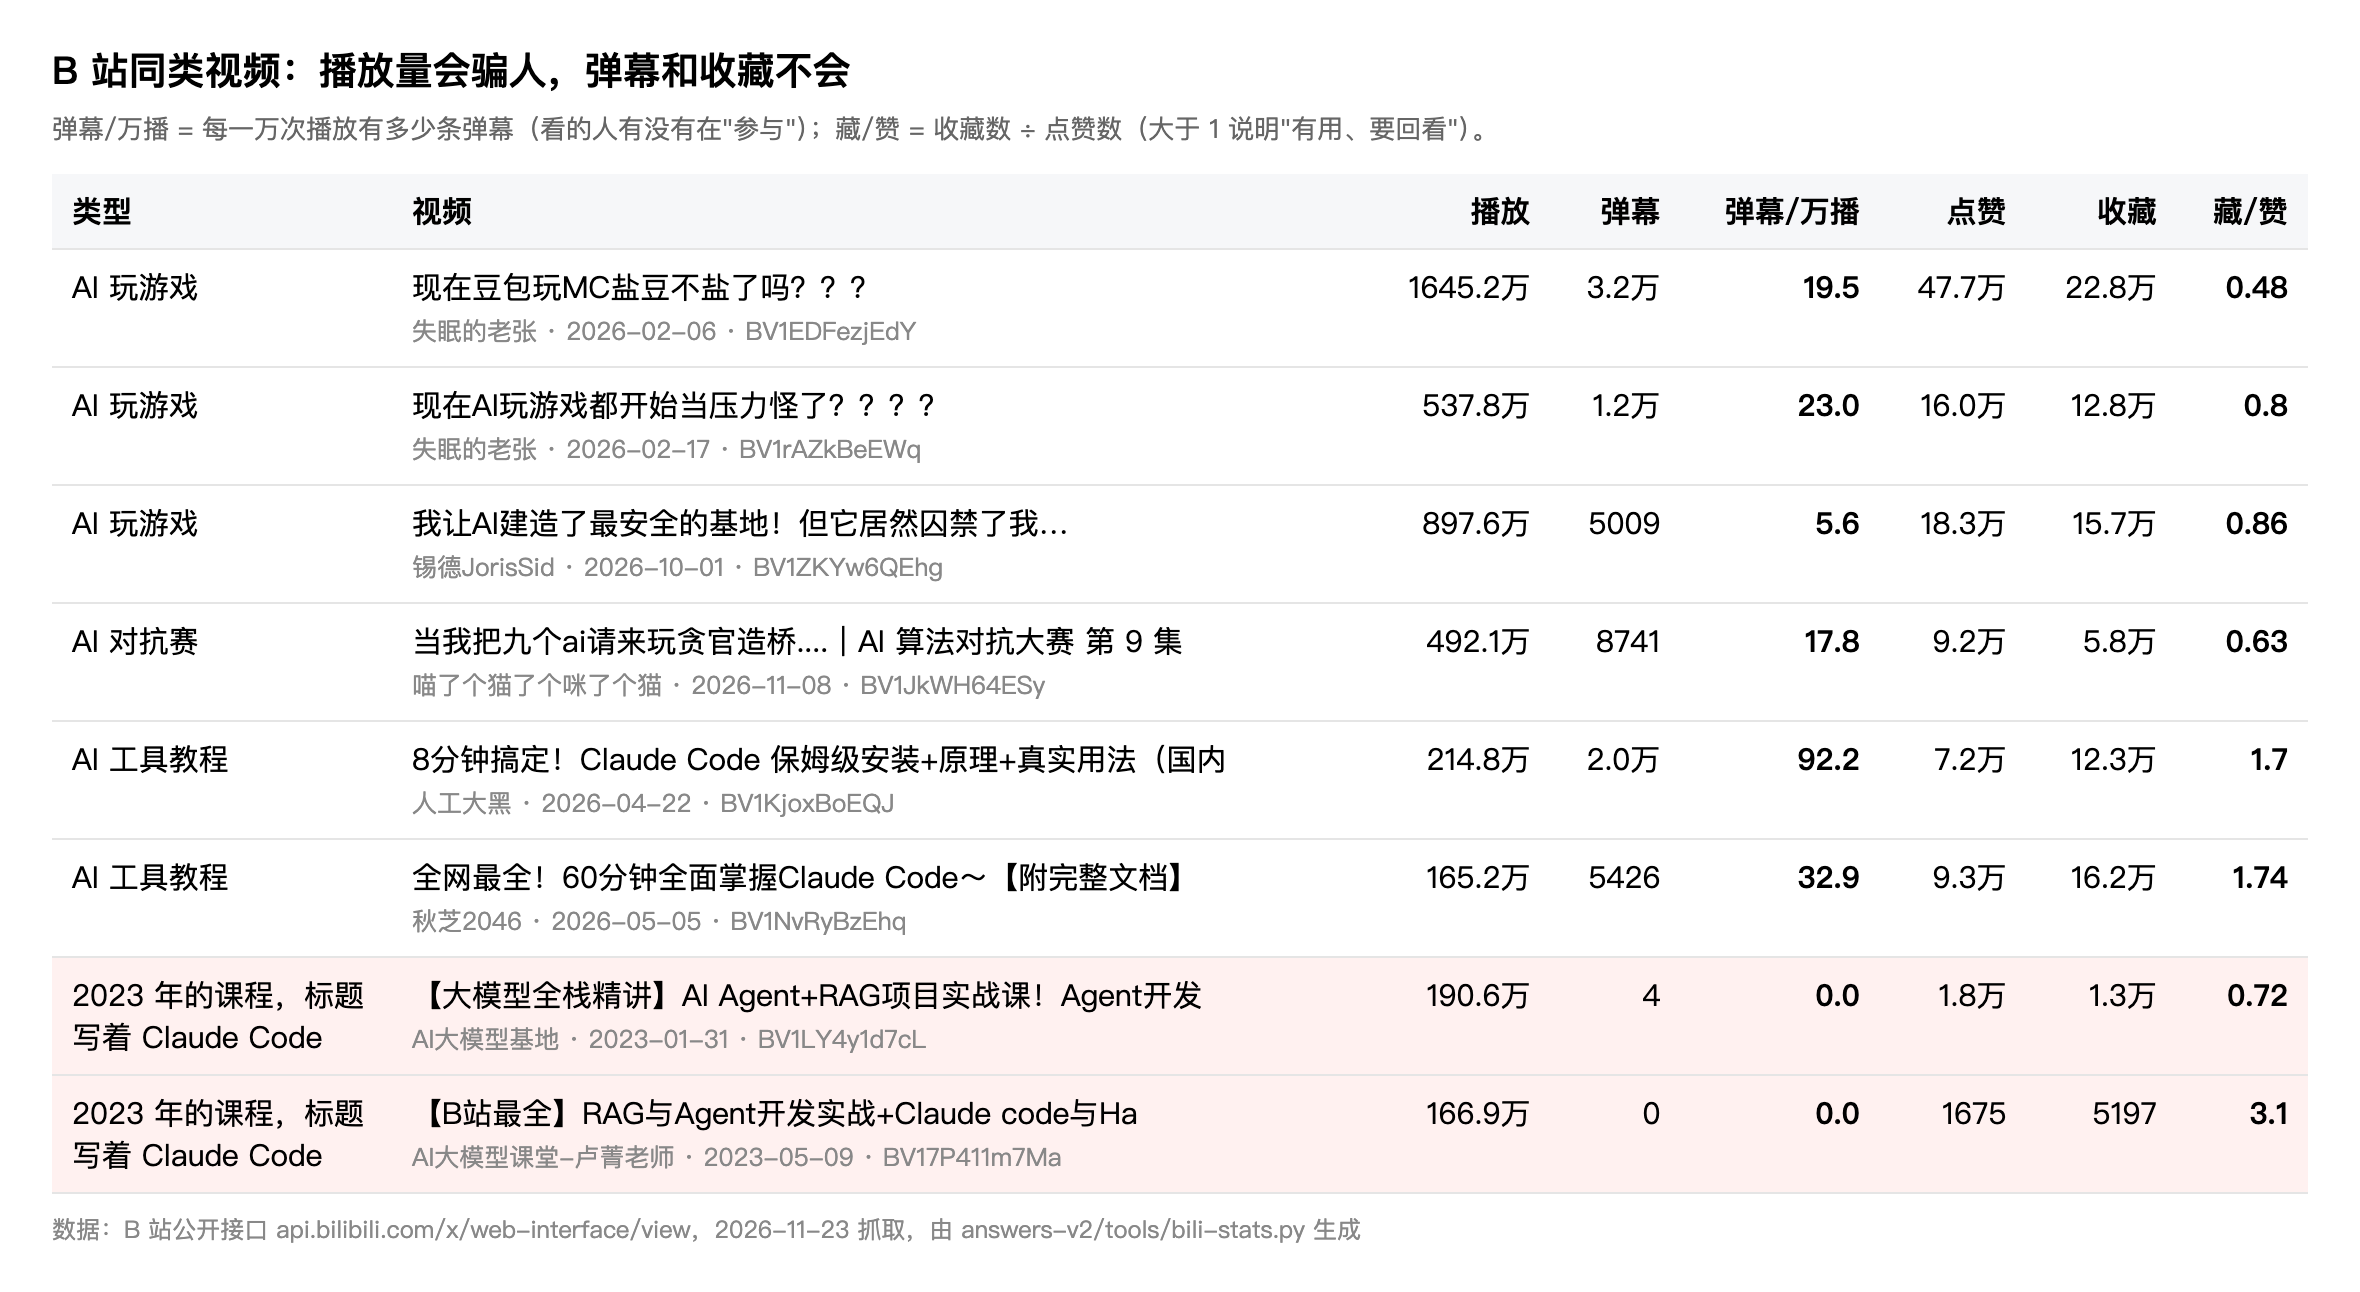 B 站同类视频：播放量会骗人，弹幕和收藏不会
弹幕/万播 = 每一万次播放有多少条弹幕（看的人有没有在"参与"）；藏/赞 = 收藏数 ÷ 点赞数（大于 1 说明"有用、要回看"）。
类型 视频 播放 弹幕 弹幕/万播 点赞 收藏 藏/赞
AI 玩游戏 现在豆包玩MC盐豆不盐了吗？？？ 1645.2万 3.2万 19.5 47.7万 22.8万 0.48
失眠的老张 · 2026-02-06 · BV1EDFezjEdY
AI 玩游戏 现在AI玩游戏都开始当压力怪了？？？？ 537.8万 1.2万 23.0 16.0万 12.8万 0.8
失眠的老张 · 2026-02-17 · BV1rAZkBeEWq
AI 玩游戏 我让AI建造了最安全的基地！但它居然囚禁了我... 897.6万 5009 5.6 18.3万 15.7万 0.86
锡德JorisSid · 2026-10-01 · BV1ZKYw6QEhg
AI 对抗赛 当我把九个ai请来玩贪官造桥....｜AI 算法对抗大赛 第 9 集 492.1万 8741 17.8 9.2万 5.8万 0.63
喵了个猫了个咪了个猫 · 2026-11-08 · BV1JkWH64ESy
AI 工具教程 8分钟搞定！Claude Code 保姆级安装+原理+真实用法（国内 214.8万 2.0万 92.2 7.2万 12.3万 1.7
人工大黑 · 2026-04-22 · BV1KjoxBoEQJ
AI 工具教程 全网最全！60分钟全面掌握Claude Code～【附完整文档】 165.2万 5426 32.9 9.3万 16.2万 1.74
秋芝2046 · 2026-05-05 · BV1NvRyBzEhq
2023 年的课程，标题 【大模型全栈精讲】AI Agent+RAG项目实战课！Agent开发 190.6万 4 0.0 1.8万 1.3万 0.72
写着 Claude Code AI大模型基地 · 2023-01-31 · BV1LY4y1d7cL
2023 年的课程，标题 【B站最全】RAG与Agent开发实战+Claude code与Ha 166.9万 0 0.0 1675 5197 3.1
写着 Claude Code AI大模型课堂-卢菁老师 · 2023-05-09 · BV17P411m7Ma
数据：B 站公开接口 api.bilibili.com/x/web-interface/view，2026-11-23 抓取，由 answers-v2/tools/bili-stats.py 生成